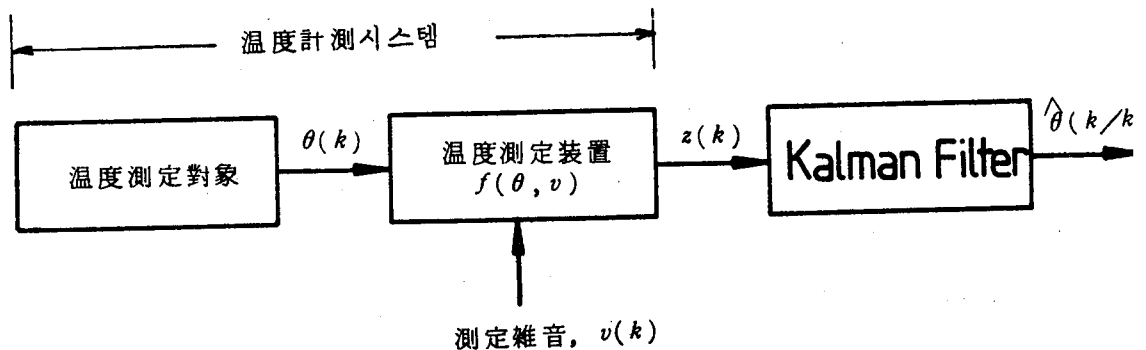 温度計測시스템
温度測定對象
θ(k)
温度測定装置
f(θ, v)
z(k)
Kalman Filter
θ̂(k/k
測定雑音, v(k)